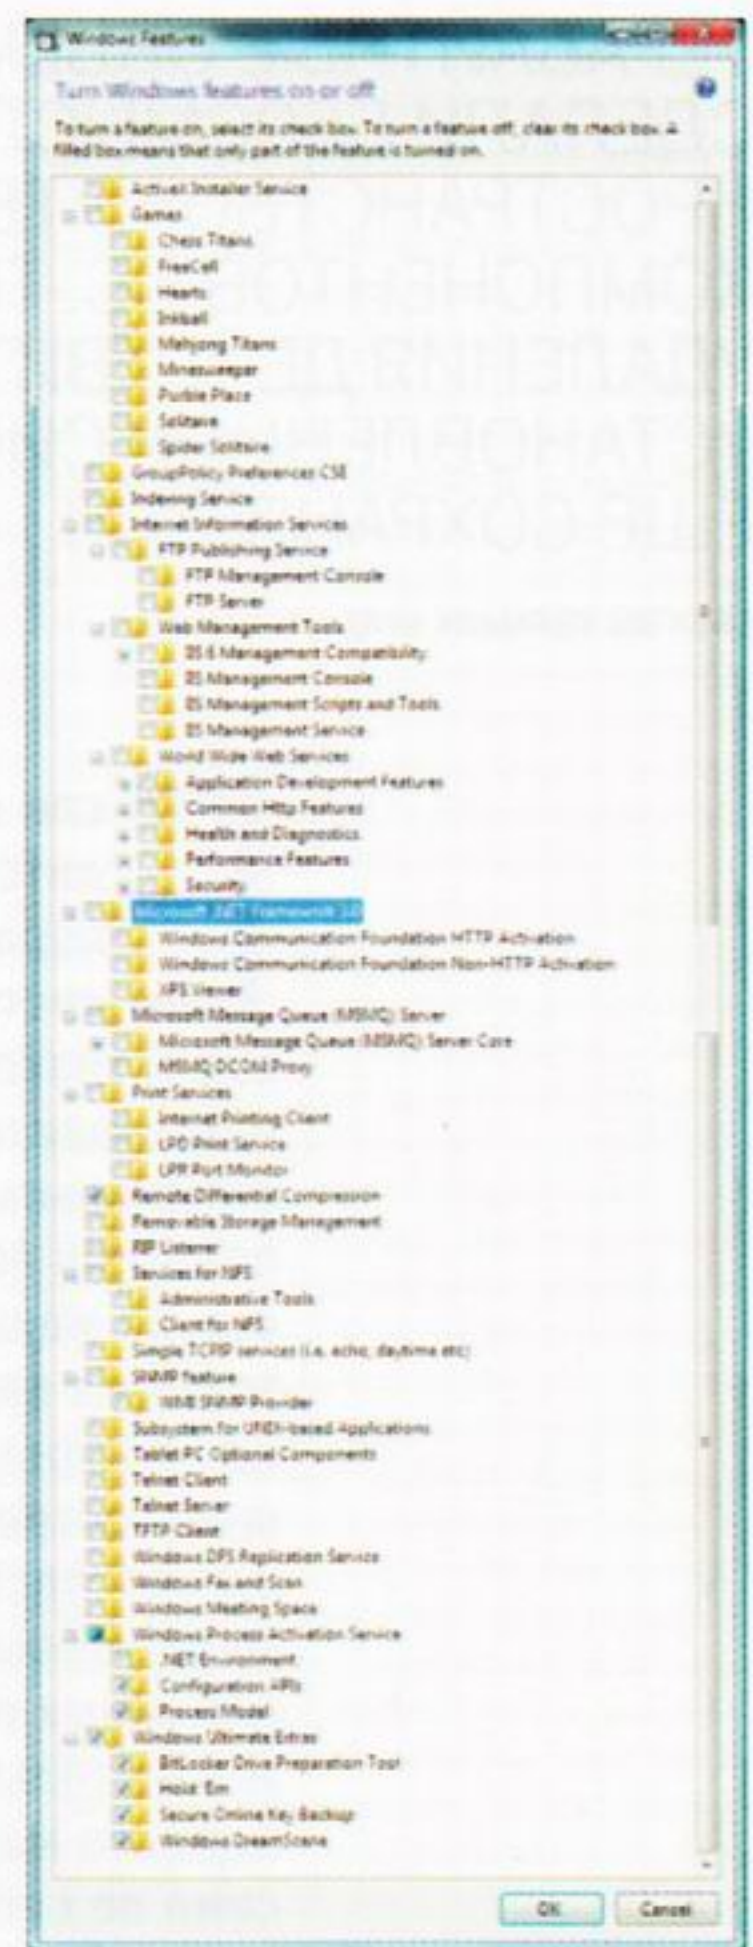 Windows Features
Turn Windows features on or off
To turn a feature on, select its check box. To turn a feature off, clear its check box. A
filled box means that only part of the feature is turned on.
ActiveX Installer Service
Games
Chess Titans
FreeCell
Hearts
Inkball
Mahjong Titans
Minesweeper
Purble Place
Solitaire
Spider Solitaire
GroupPolicy Preferences CSE
Indexing Service
Internet Information Services
FTP Publishing Service
FTP Management Console
FTP Server
Web Management Tools
IIS 6 Management Compatibility
IIS Management Console
IIS Management Scripts and Tools
IIS Management Service
World Wide Web Services
Application Development Features
Common Http Features
Health and Diagnostics
Performance Features
Security
Microsoft .NET Framework 3.0
Windows Communication Foundation HTTP Activation
Windows Communication Foundation Non-HTTP Activation
XPS Viewer
Microsoft Message Queue (MSMQ) Server
Microsoft Message Queue (MSMQ) Server Core
MSMQ DCOM Proxy
Print Services
Internet Printing Client
LPD Print Service
LPR Port Monitor
Remote Differential Compression
Removable Storage Management
RIP Listener
Services for NFS
Administrative Tools
Client for NFS
Simple TCPIP services (i.e. echo, daytime etc)
SNMP feature
WMI SNMP Provider
Subsystem for UNIX-based Applications
Tablet PC Optional Components
Telnet Client
Telnet Server
TFTP Client
Windows DFS Replication Service
Windows Fax and Scan
Windows Meeting Space
Windows Process Activation Service
.NET Environment
Configuration APIs
Process Model
Windows Ultimate Extras
BitLocker Drive Preparation Tool
Hold 'Em
Secure Online Key Backup
Windows DreamScene
OK
Cancel